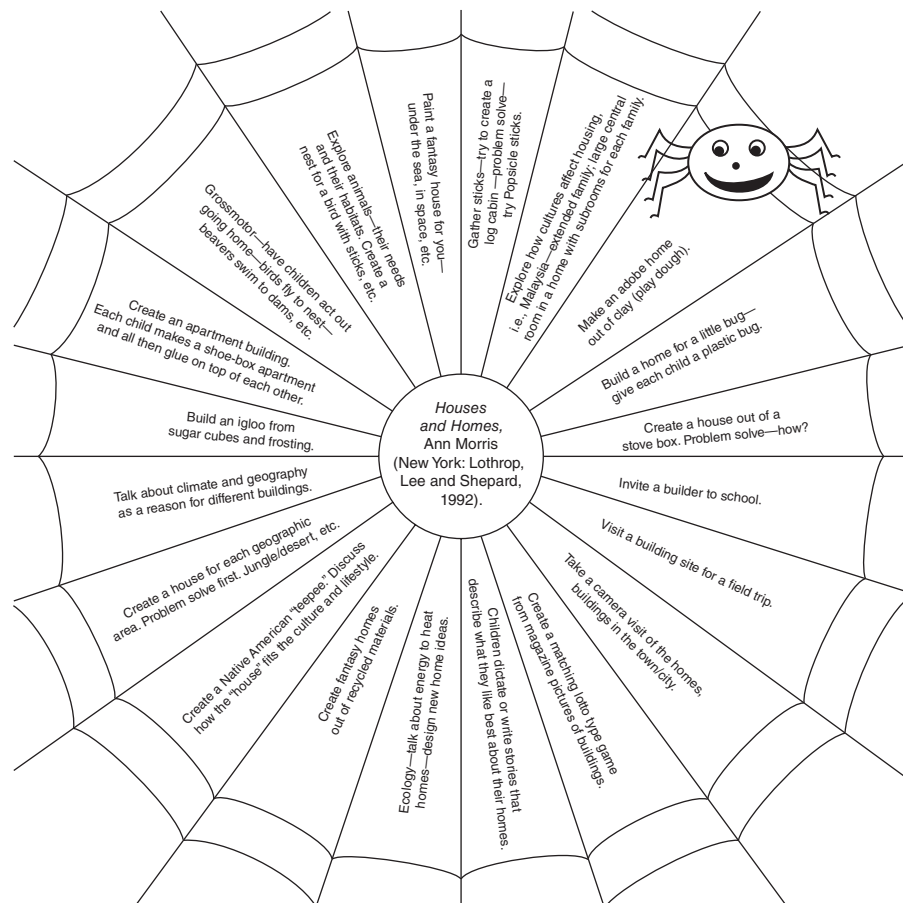 Houses
and Homes,
Ann Morris
(New York: Lothrop,
Lee and Shepard,
1992).
Gather sticks—try to create a
log cabin —problem solve—
try Popsicle sticks.
Explore how cultures affect housing,
i.e., Malaysia—extended family; large central
room in a home with subrooms for each family.
Make an adobe home
out of clay (play dough).
Build a home for a little bug—
give each child a plastic bug.
Create a house out of a
stove box. Problem solve—how?
Invite a builder to school.
Visit a building site for a field trip.
Take a camera visit of the homes,
buildings in the town/city.
Create a matching lotto type game
from magazine pictures of buildings.
Children dictate or write stories that
describe what they like best about their homes.
Ecology—talk about energy to heat
homes—design new home ideas.
Create fantasy homes
out of recycled materials.
Create a Native American “teepee.” Discuss
how the “house” fits the culture and lifestyle.
Create a house for each geographic
area. Problem solve first. Jungle/desert, etc.
Talk about climate and geography
as a reason for different buildings.
Build an igloo from
sugar cubes and frosting.
Create an apartment building.
Each child makes a shoe-box apartment
and all then glue on top of each other.
Grossmotor—have children act out
going home—birds fly to nest—
beavers swim to dams, etc.
Explore animals—their needs
and their habitats. Create a
nest for a bird with sticks, etc.
Paint a fantasy house for you—
under the sea, in space, etc.